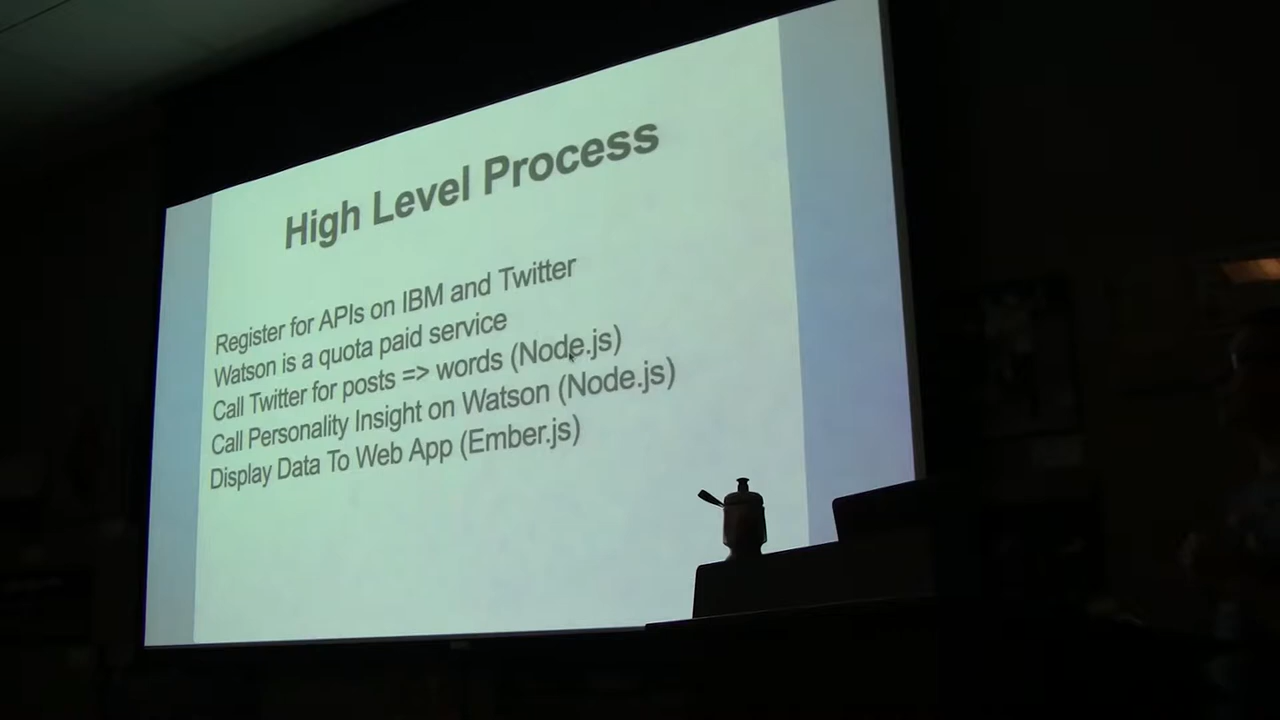 High Level Process
Register for APIs on IBM and Twitter
Watson is a quota paid service
Call Twitter for posts => words (Node.js)
Call Personality Insight on Watson (Node.js)
Display Data To Web App (Ember.js)